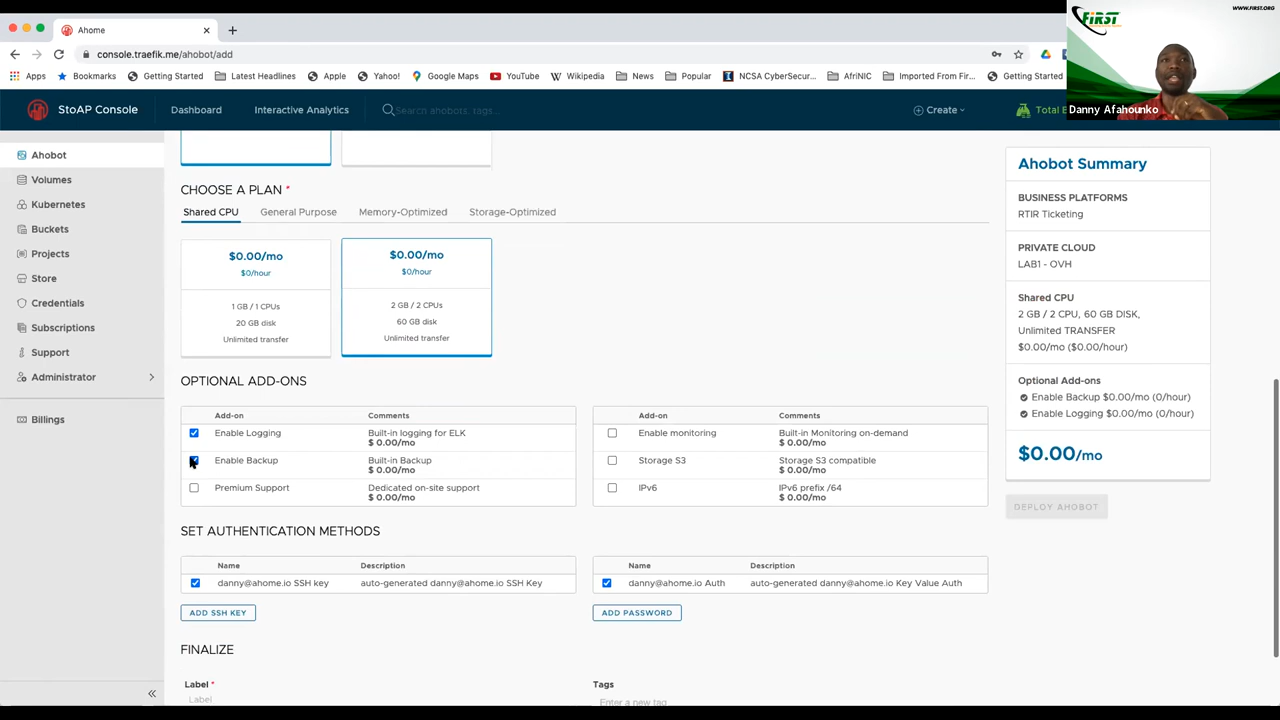 Ahome
console.traefik.me/ahobot/add
Apps
Bookmarks
Getting Started
Latest Headlines
Apple
Yahoo!
Google Maps
YouTube
Wikipedia
News
Popular
NCSA CyberSecur...
AfriNIC
Imported From Fir...
Getting Started
FIRST
WWW.FIRST.ORG
Danny Afahounko
StoAP Console
Dashboard
Interactive Analytics
Search ahobots, tags...
Create
Total
Ahobot
Volumes
Kubernetes
Buckets
Projects
Store
Credentials
Subscriptions
Support
Administrator
Billings
CHOOSE A PLAN *
Shared CPU General Purpose Memory-Optimized Storage-Optimized
$0.00/mo
$0/hour
1 GB / 1 CPUs
20 GB disk
Unlimited transfer
$0.00/mo
$0/hour
2 GB / 2 CPUs
60 GB disk
Unlimited transfer
OPTIONAL ADD-ONS
Add-on Comments
Enable Logging Built-in logging for ELK
$ 0.00/mo
Enable Backup Built-in Backup
$ 0.00/mo
Premium Support Dedicated on-site support
$ 0.00/mo
Add-on Comments
Enable monitoring Built-in Monitoring on-demand
$ 0.00/mo
Storage S3 Storage S3 compatible
$ 0.00/mo
IPv6 IPv6 prefix /64
$ 0.00/mo
SET AUTHENTICATION METHODS
Name Description
danny@ahome.io SSH key auto-generated danny@ahome.io SSH Key
ADD SSH KEY
Name Description
danny@ahome.io Auth auto-generated danny@ahome.io Key Value Auth
ADD PASSWORD
FINALIZE
Label *
Label
Tags
Enter a new tag
Ahobot Summary
BUSINESS PLATFORMS
RTIR Ticketing
PRIVATE CLOUD
LAB1 - OVH
Shared CPU
2 GB / 2 CPU, 60 GB DISK,
Unlimited TRANSFER
$0.00/mo ($0.00/hour)
Optional Add-ons
Enable Backup $0.00/mo (0/hour)
Enable Logging $0.00/mo (0/hour)
$0.00/mo
DEPLOY AHOBOT